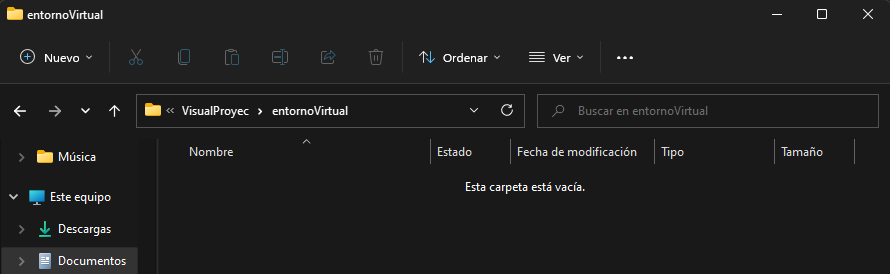 entornoVirtual
Nuevo Ordenar Ver
VisualProyec entornoVirtual Buscar en entornoVirtual
Nombre Estado Fecha de modificación Tipo Tamaño
Música
Esta carpeta está vacía.
Este equipo
Descargas
Documentos